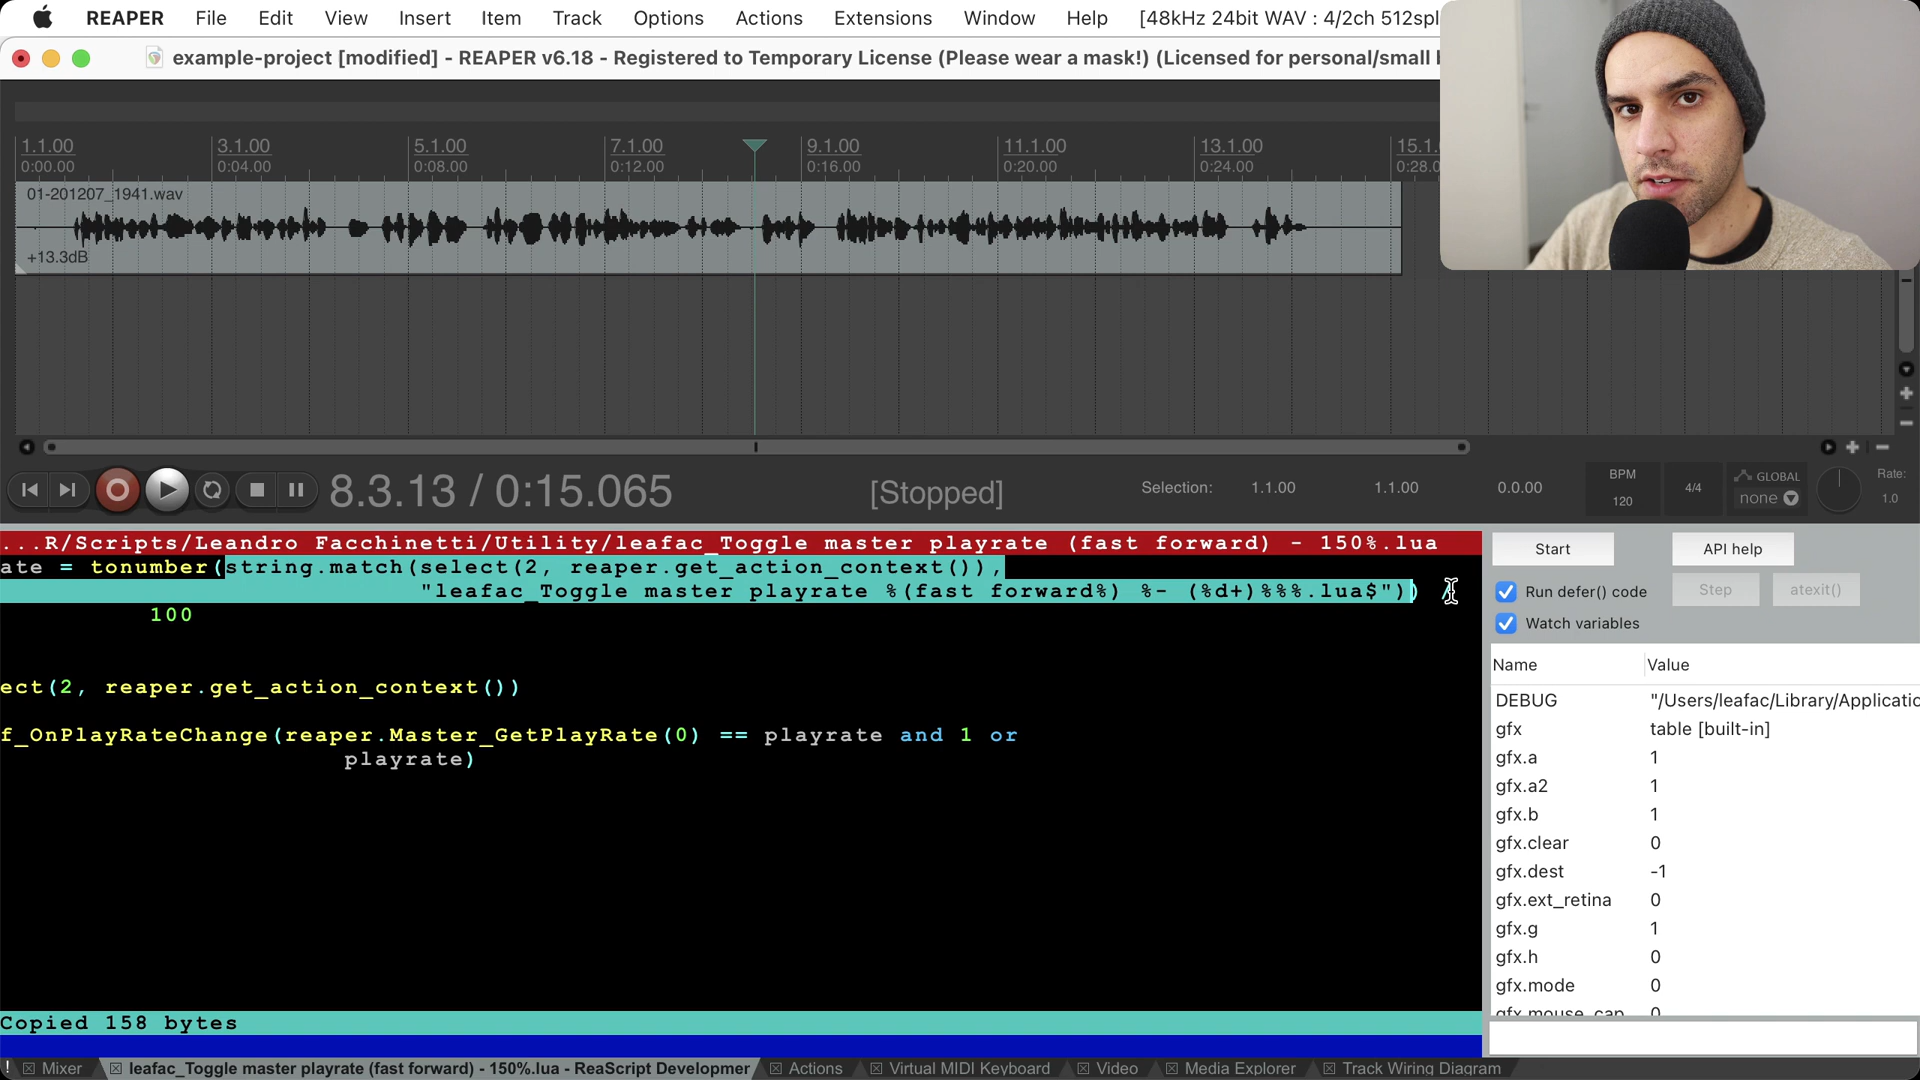 REAPER File Edit View Insert Item Track Options Actions Extensions Window Help [48kHz 24bit WAV : 4/2ch 512spl
example-project [modified] - REAPER v6.18 - Registered to Temporary License (Please wear a mask!) (Licensed for personal/small
1.1.00 3.1.00 5.1.00 7.1.00 9.1.00 11.1.00 13.1.00 15.1.
0:00.00 0:04.00 0:08.00 0:12.00 0:16.00 0:20.00 0:24.00 0:28.0
01-201207_1941.wav
+13.3dB
8.3.13 / 0:15.065 [Stopped] Selection: 1.1.00 1.1.00 0.0.00
BPM
120
4/4
GLOBAL
none
Rate:
1.0
...R/Scripts/Leandro Facchinetti/Utility/leafac_Toggle master playrate (fast forward) - 150%.lua
ate = tonumber(string.match(select(2, reaper.get_action_context()),
"leafac_Toggle master playrate %(fast forward%) %- (%d+)%%%.lua$")) /
100
ect(2, reaper.get_action_context())
f_OnPlayRateChange(reaper.Master_GetPlayRate(0) == playrate and 1 or
playrate)
Copied 158 bytes
Start API help
Run defer() code Step atexit()
Watch variables
Name Value
DEBUG "/Users/leafac/Library/Applicatio
gfx table [built-in]
gfx.a 1
gfx.a2 1
gfx.b 1
gfx.clear 0
gfx.dest -1
gfx.ext_retina 0
gfx.g 1
gfx.h 0
gfx.mode 0
gfx.mouse_cap 0
! Mixer leafac_Toggle master playrate (fast forward) - 150%.lua - ReaScript Developmer Actions Virtual MIDI Keyboard Video Media Explorer Track Wiring Diagram